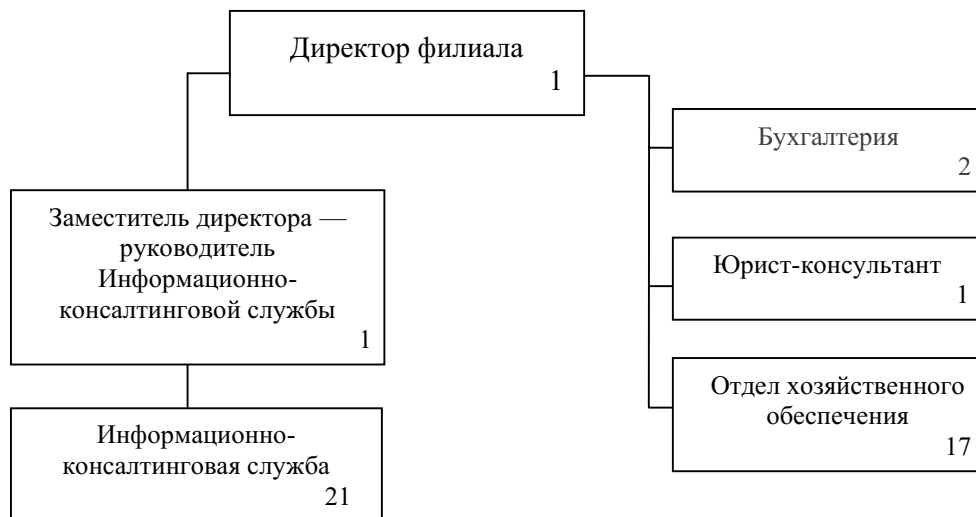 Директор филиала
1
Заместитель директора —
руководитель
Информационно-
консалтинговой службы
1
Информационно-
консалтинговая служба
21
Бухгалтерия
2
Юрист-консультант
1
Отдел хозяйственного
обеспечения
17